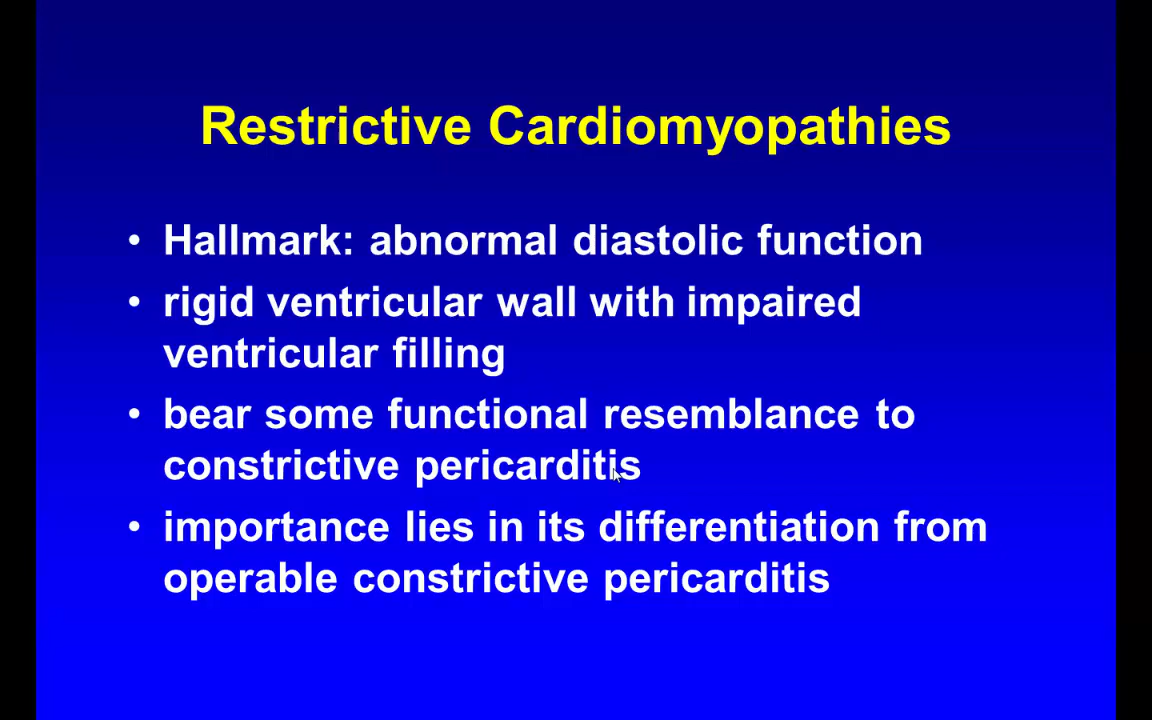 Restrictive Cardiomyopathies
• Hallmark: abnormal diastolic function
• rigid ventricular wall with impaired
ventricular filling
• bear some functional resemblance to
constrictive pericarditis
• importance lies in its differentiation from
operable constrictive pericarditis